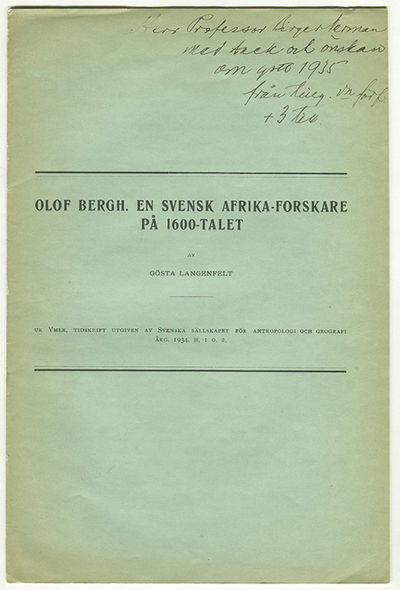 Herr Professor Birger Nerman
med tack och önskan
om gott 1935
från
+ 3 
OLOF BERGH. EN SVENSK AFRIKA-FORSKARE
PÅ 1600-TALET
AV
GÖSTA LANGENFELT
UR YMER, TIDSKRIFT UTGIVEN AV SVENSKA SÄLLSKAPET FÖR ANTROPOLOGI OCH GEOGRAFI
ÅRG. 1934. H. 1 O. 2.